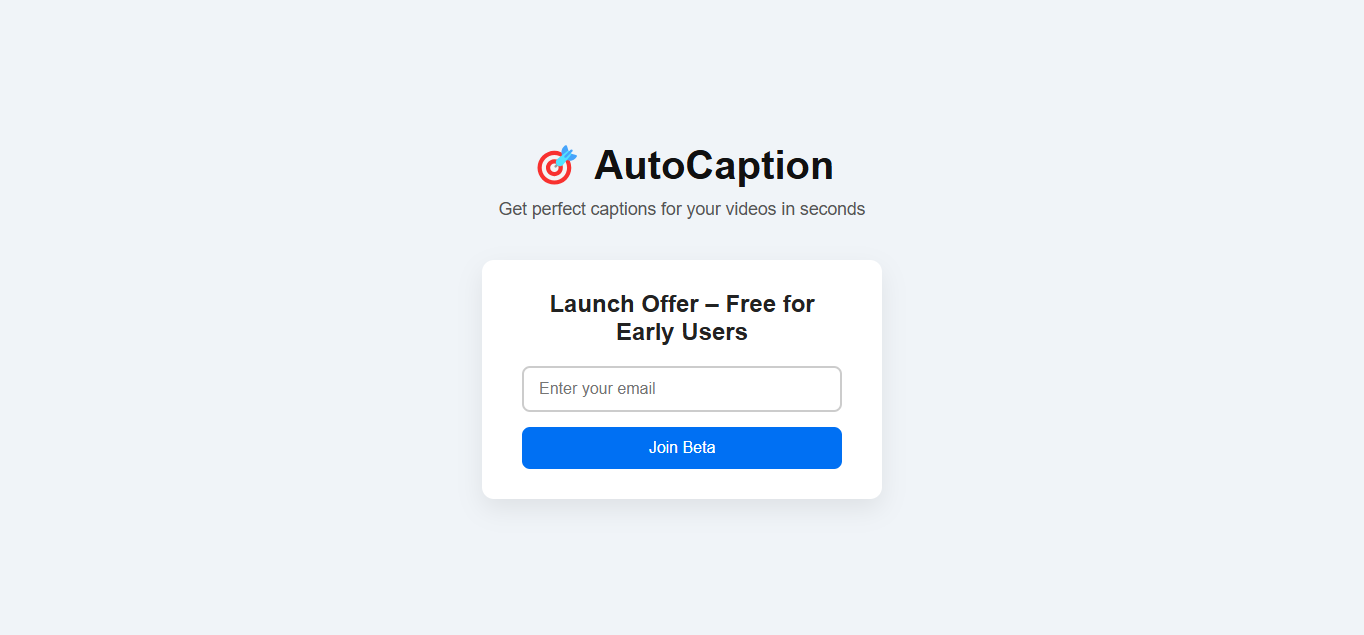 AutoCaption
Get perfect captions for your videos in seconds
Launch Offer – Free for
Early Users
Enter your email
Join Beta